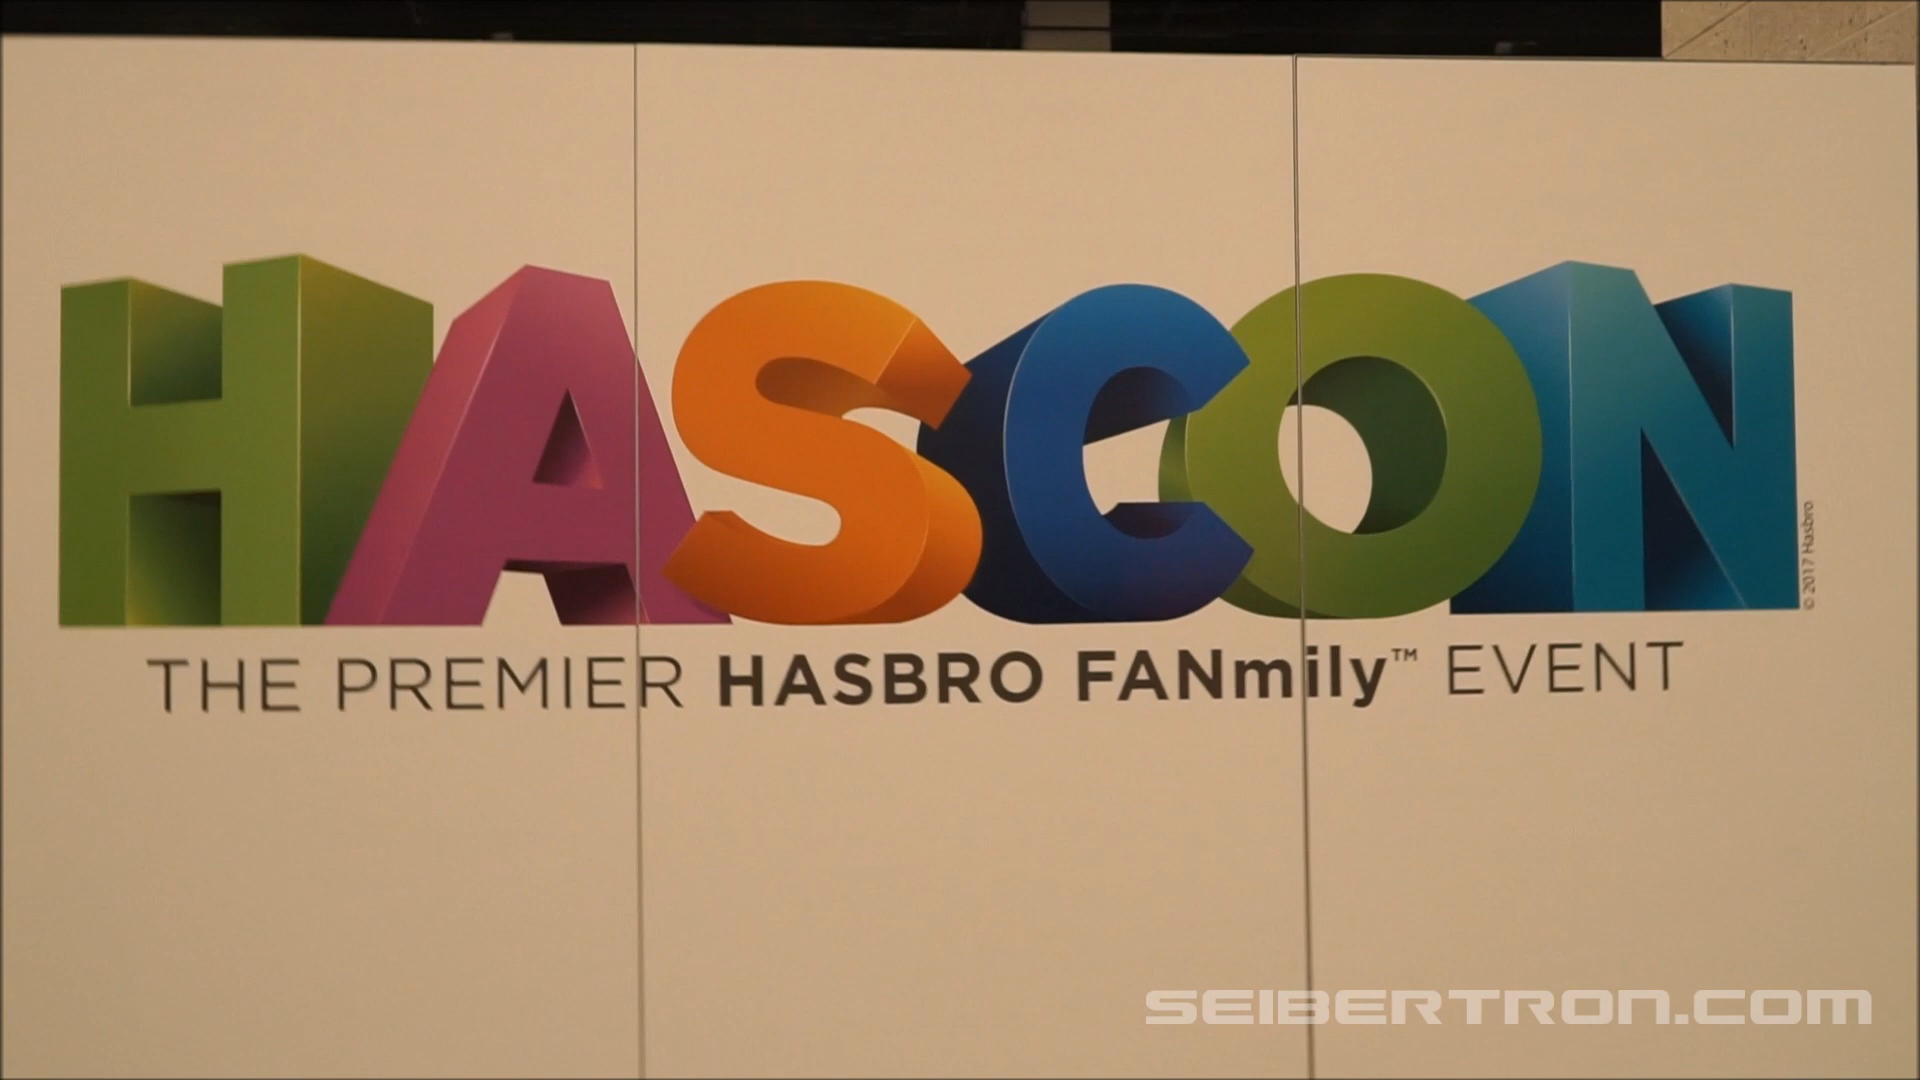 HASCON
© 2017 Hasbro
THE PREMIER HASBRO FANmily™ EVENT
SEIBERTRON.COM